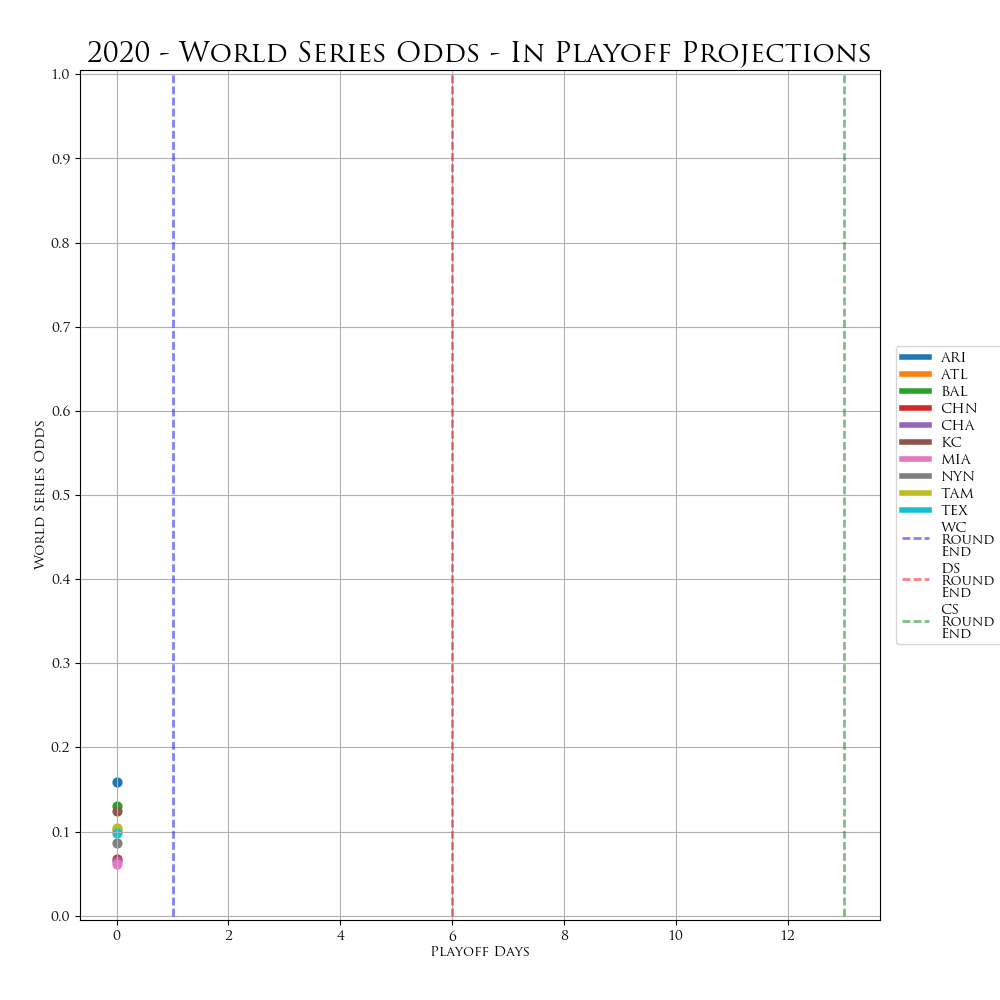 2020 - World Series Odds - In Playoff Projections
1.0
0.9
0.8
0.7
0.6
0.5
0.4
0.3
0.2
0.1
0.0
World Series Odds
0 2 4 6 8 10 12
Playoff Days
ARI
ATL
BAL
CHN
CHA
KC
MIA
NYN
TAM
TEX
WC
Round
End
DS
Round
End
CS
Round
End